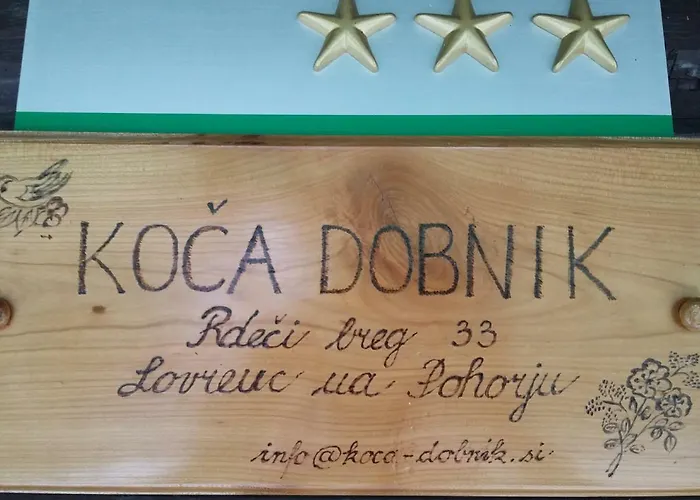 KOČA DOBNIK
Rdeči breg 33
Lovrenc na Pohorju
info@koca-dobnik.si